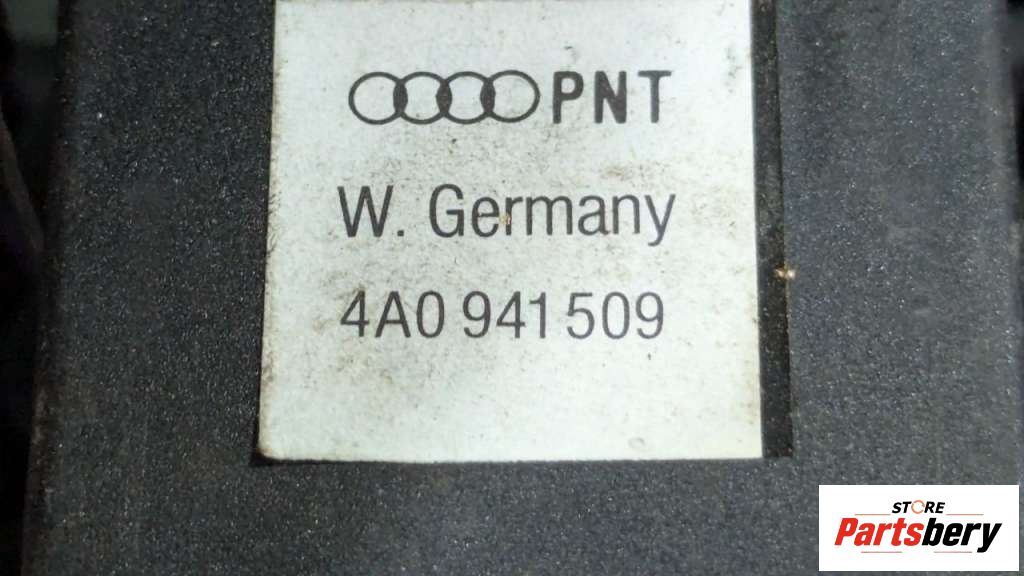 PNT
W. Germany
4A0 941 509
STORE
Partsbery